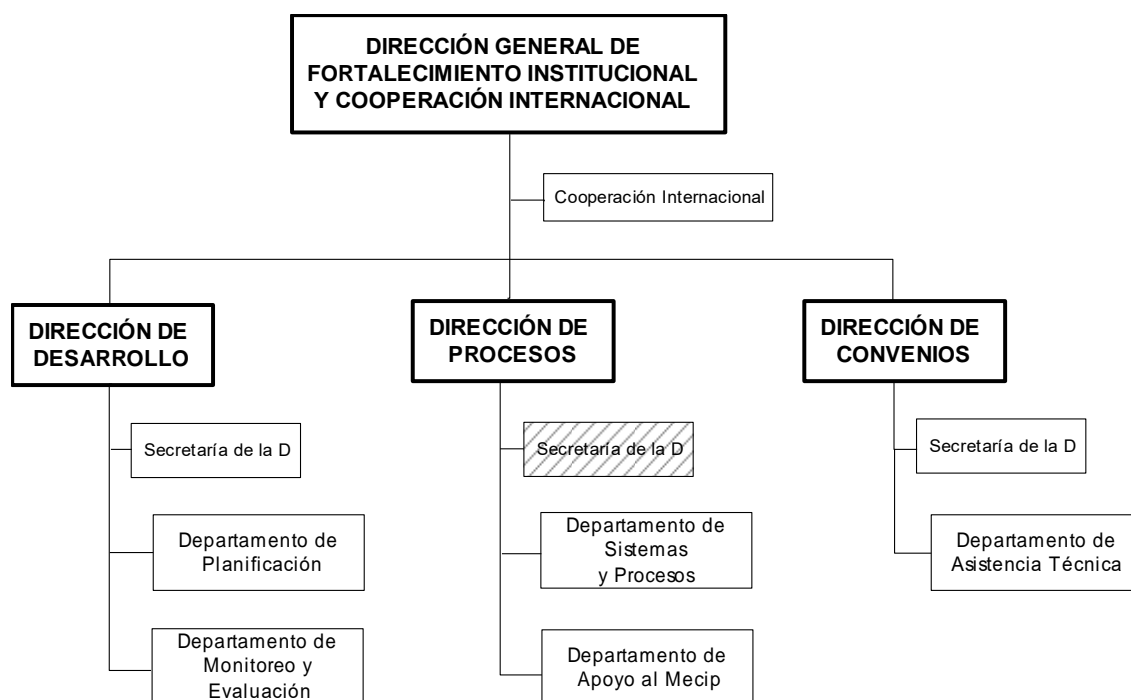 DIRECCIÓN GENERAL DE
FORTALECIMIENTO INSTITUCIONAL
Y COOPERACIÓN INTERNACIONAL
Cooperación Internacional
DIRECCIÓN DE
DESARROLLO
Secretaría de la D
Departamento de
Planificación
Departamento de
Monitoreo y
Evaluación
DIRECCIÓN DE
PROCESOS
Secretaría de la D
Departamento de
Sistemas
y Procesos
Departamento de
Apoyo al Mecip
DIRECCIÓN DE
CONVENIOS
Secretaría de la D
Departamento de
Asistencia Técnica